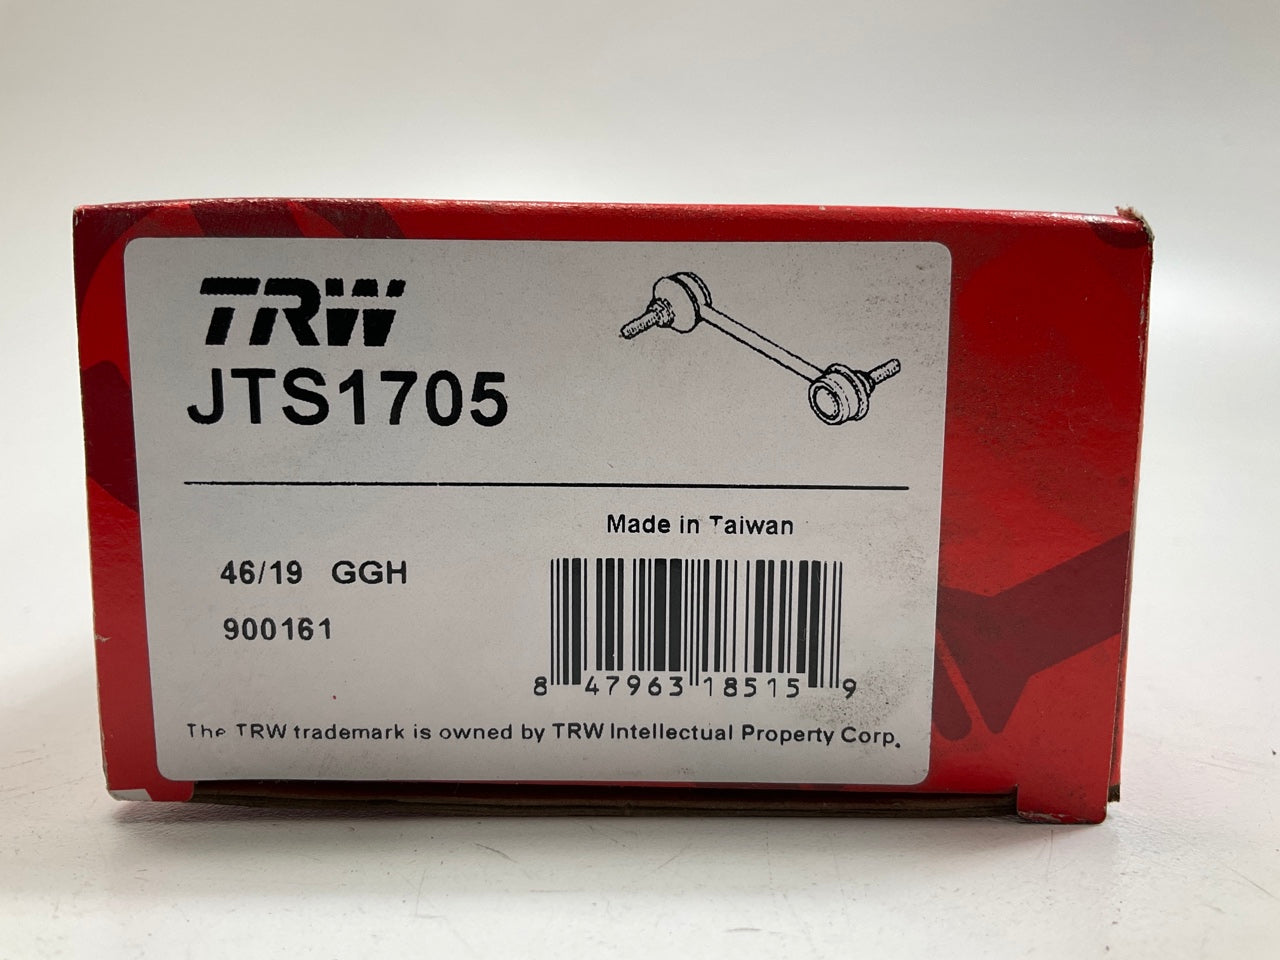 TRW
JTS1705
Made in Taiwan
46/19 GGH
900161
8 47963 18515 9
The TRW trademark is owned by TRW Intellectual Property Corp.